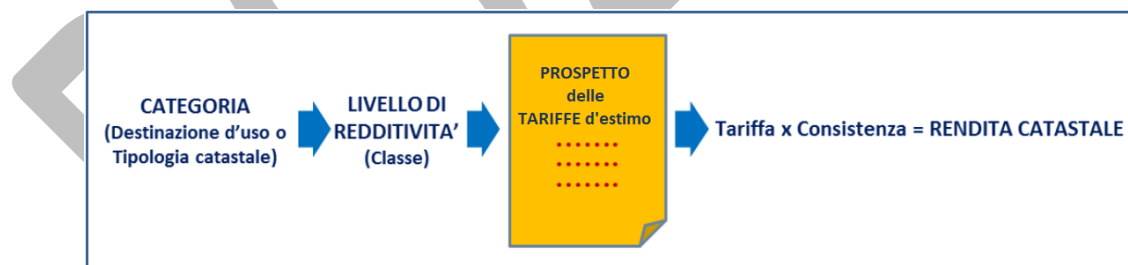 CATEGORIA
(Destinazione d’uso o
Tipologia catastale)
LIVELLO DI
REDDITIVITA’
(Classe)
PROSPETTO
delle
TARIFFE d'estimo
.......
.......
.......
Tariffa x Consistenza = RENDITA CATASTALE